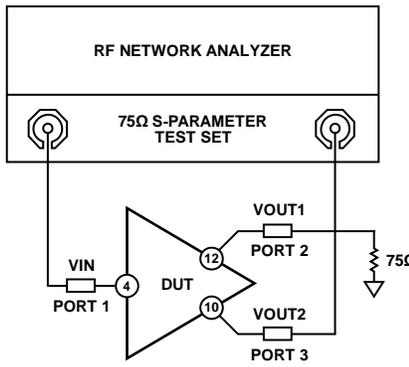 RF NETWORK ANALYZER
75Ω S-PARAMETER
TEST SET
VOUT1
12
PORT 2
75Ω
VIN
4
DUT
PORT 1
10
VOUT2
PORT 3